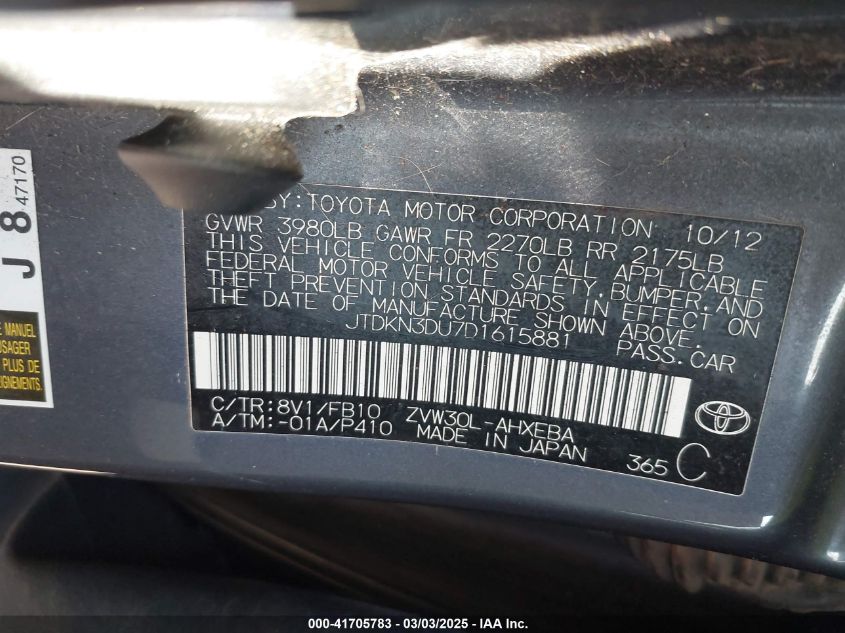 BY: TOYOTA MOTOR CORPORATION 10/12
GVWR 3980LB GAWR FR 2270LB RR 2175LB
THIS VEHICLE CONFORMS TO ALL APPLICABLE
FEDERAL MOTOR VEHICLE SAFETY, BUMPER, AND
THEFT PREVENTION STANDARDS IN EFFECT ON
THE DATE OF MANUFACTURE SHOWN ABOVE.
JTDKN3DU7D1615881 PASS. CAR
C/TR: 8V1/FB10 ZVW30L-AHXEBA
A/TM: -01A/P410 MADE IN JAPAN
365 C
J 8 47170
E MANUEL
USAGER
PLUS DE
EIGNEMENTS
000-41705783 - 03/03/2025 - IAA Inc.